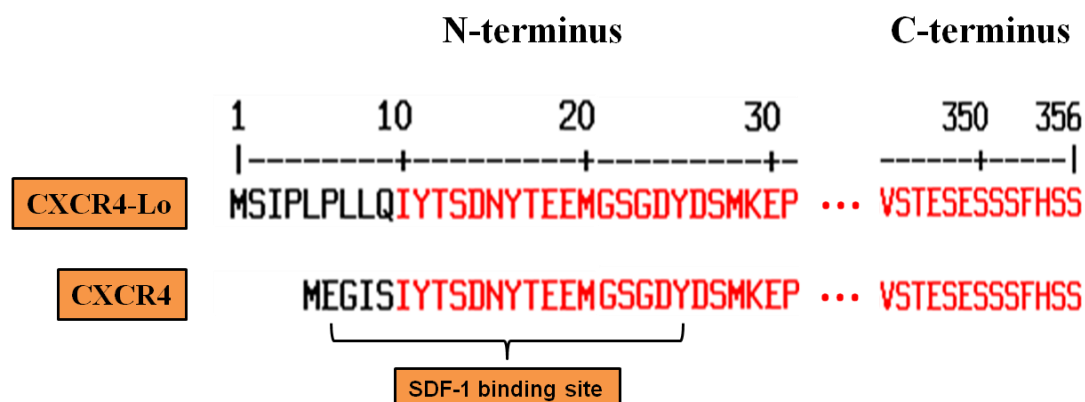 N-terminus C-terminus
1 10 20 30 350 356
|--------+---------+---------+- ------+----|
CXCR4-Lo MSIPLPLLQIYTSDNYTEEMGSGDYDSMKEP ... VSTESESSSFHSS
CXCR4 MEGISIYTSDNYTEEMGSGDYDSMKEP ... VSTESESSSFHSS
SDF-1 binding site